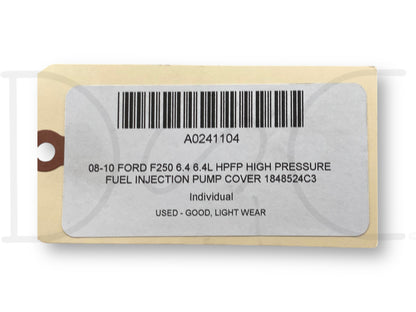 A0241104
08-10 FORD F250 6.4 6.4L HPFP HIGH PRESSURE
FUEL INJECTION PUMP COVER 1848524C3
Individual
USED - GOOD, LIGHT WEAR